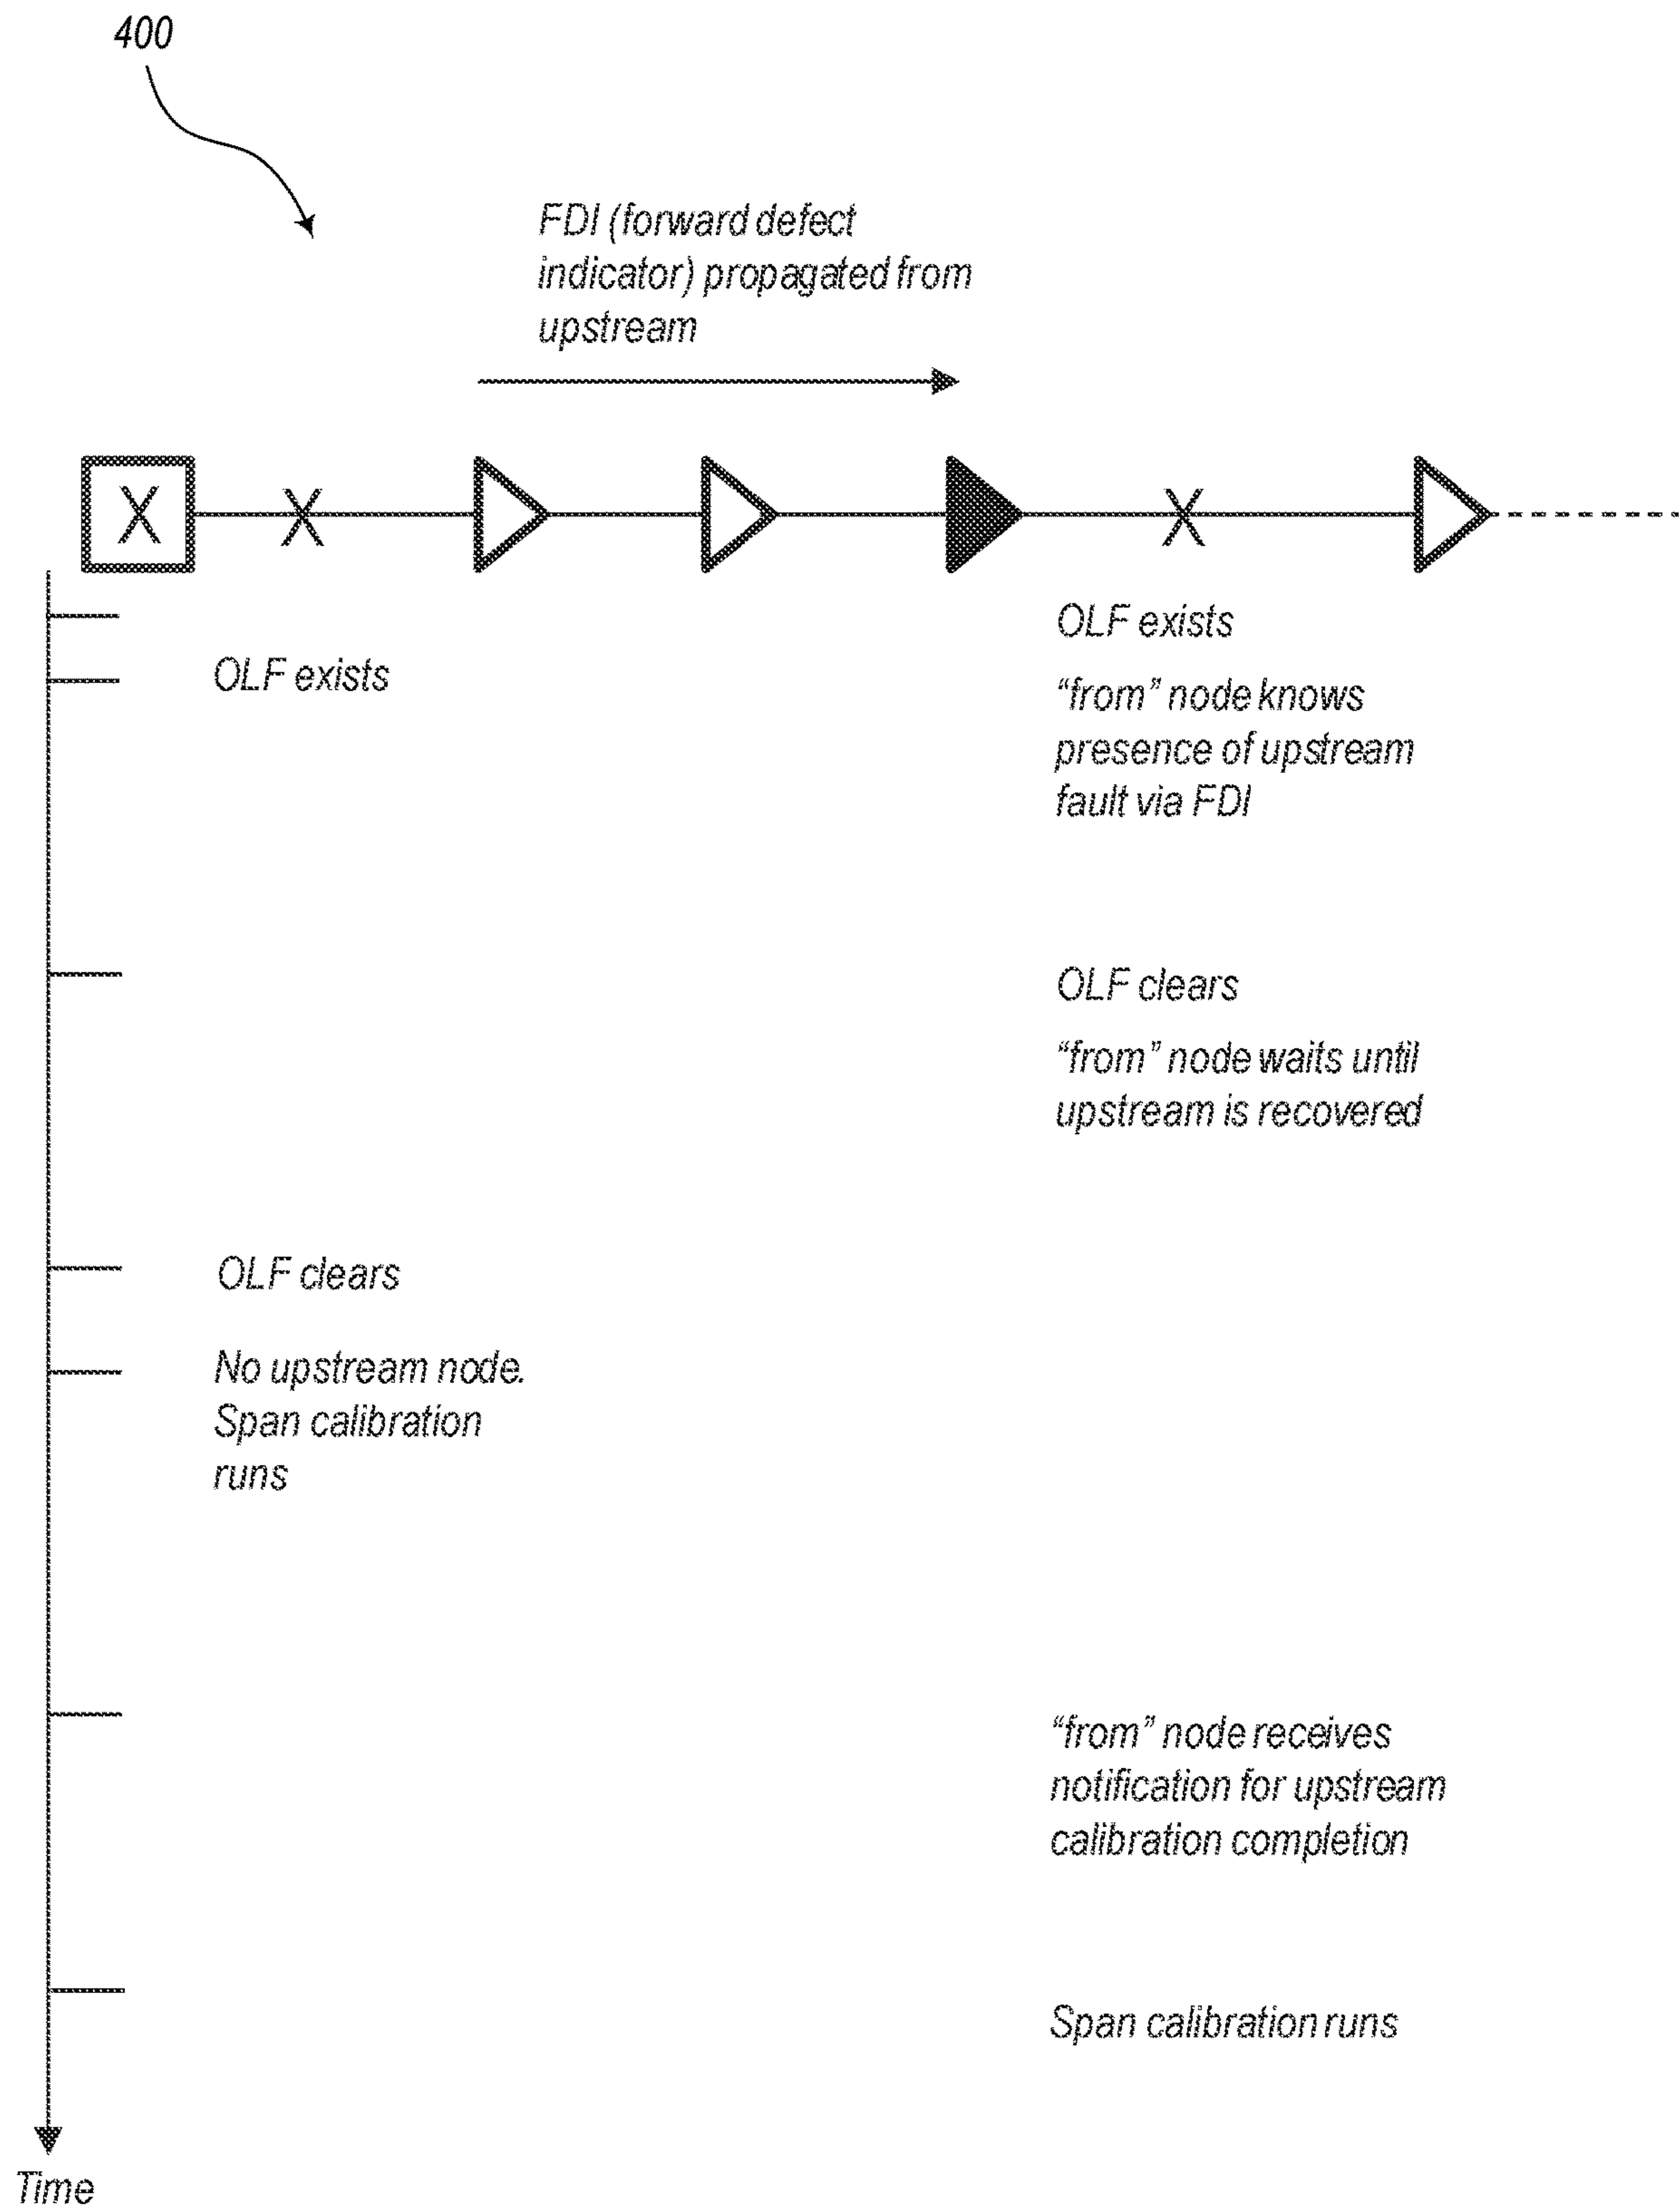 400
FDI (forward defect
indicator) propagated from
upstream
X
X
X
OLF exists
OLF exists
“from” node knows
presence of upstream
fault via FDI
OLF clears
“from” node waits until
upstream is recovered
OLF clears
No upstream node.
Span calibration
runs
“from” node receives
notification for upstream
calibration completion
Span calibration runs
Time